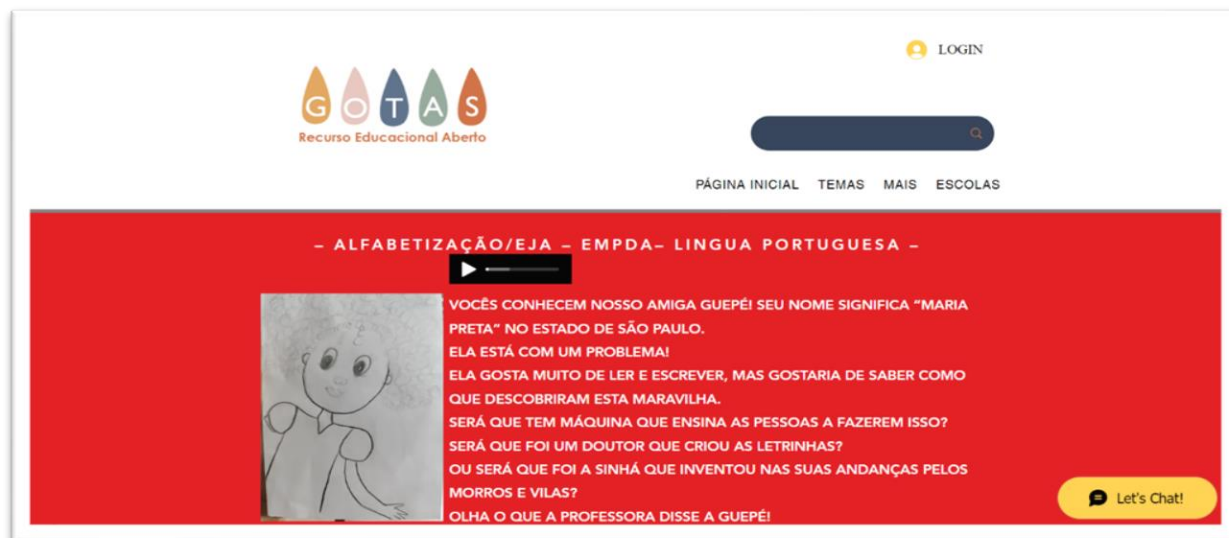 LOGIN
GOTAS
Recurso Educacional Aberto
PÁGINA INICIAL TEMAS MAIS ESCOLAS
– ALFABETIZAÇÃO/EJA – EMPDA– LINGUA PORTUGUESA –
VOCÊS CONHECEM NOSSO AMIGA GUEPÉ! SEU NOME SIGNIFICA “MARIA
PRETA” NO ESTADO DE SÃO PAULO.
ELA ESTÁ COM UM PROBLEMA!
ELA GOSTA MUITO DE LER E ESCREVER, MAS GOSTARIA DE SABER COMO
QUE DESCOBRIRAM ESTA MARAVILHA.
SERÁ QUE TEM MÁQUINA QUE ENSINA AS PESSOAS A FAZEREM ISSO?
SERÁ QUE FOI UM DOUTOR QUE CRIOU AS LETRINHAS?
OU SERÁ QUE FOI A SINHÁ QUE INVENTOU NAS SUAS ANDANÇAS PELOS
MORROS E VILAS?
OLHA O QUE A PROFESSORA DISSE A GUEPÉ!
Let's Chat!